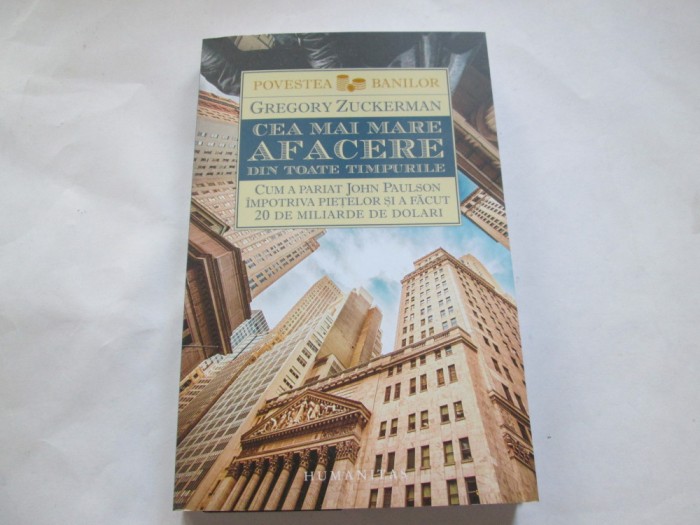 POVESTEA BANILOR
GREGORY ZUCKERMAN
CEA MAI MARE
AFACERE
DIN TOATE TIMPURILE
CUM A PARIAT JOHN PAULSON
ÎMPOTRIVA PIEȚELOR ȘI A FĂCUT
20 DE MILIARDE DE DOLARI
HUMANITAS